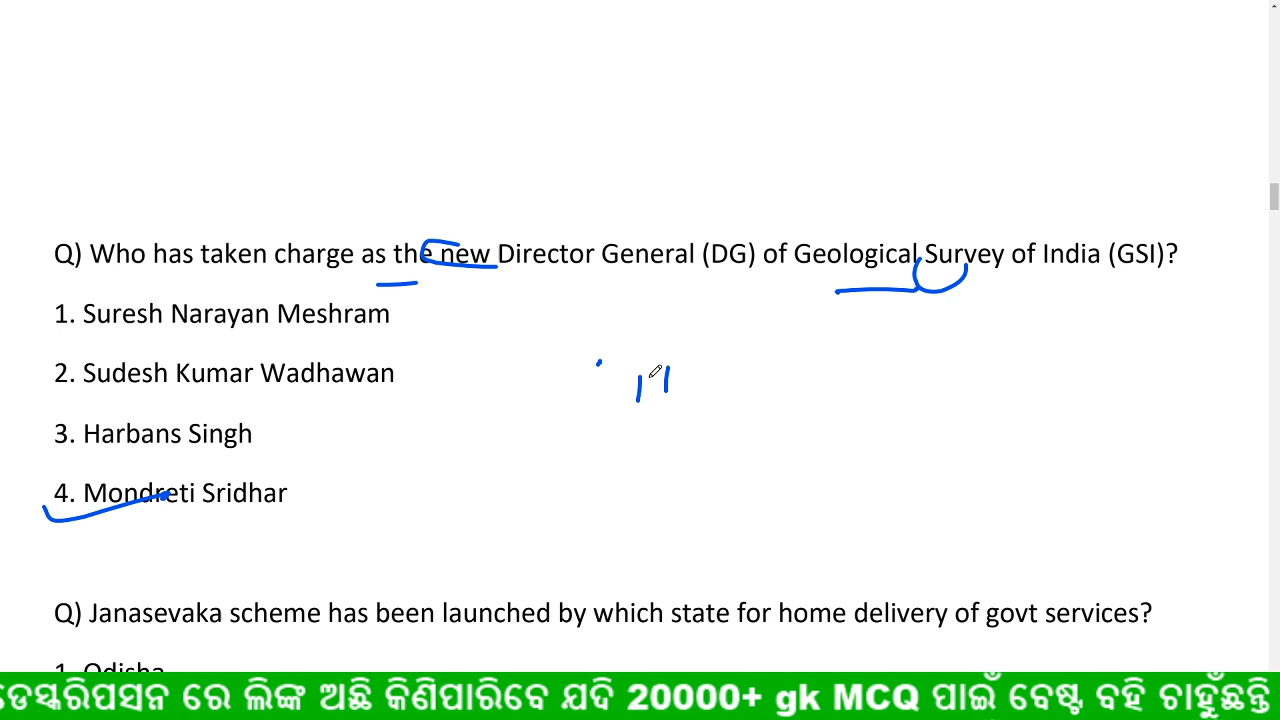 Q) Who has taken charge as the new Director General (DG) of Geological Survey of India (GSI)?
1. Suresh Narayan Meshram
2. Sudesh Kumar Wadhawan
3. Harbans Singh
4. Mondreti Sridhar
Q) Janasevaka scheme has been launched by which state for home delivery of govt services?
1. Odisha
ଡେସ୍କରିପସନ ରେ ଲିଙ୍କ ଅଛି କିଣିପାରିବେ ଯଦି 20000+ gk MCQ ପାଇଁ ବେଷ୍ଟ ବହି ଚାହୁଁଛନ୍ତି